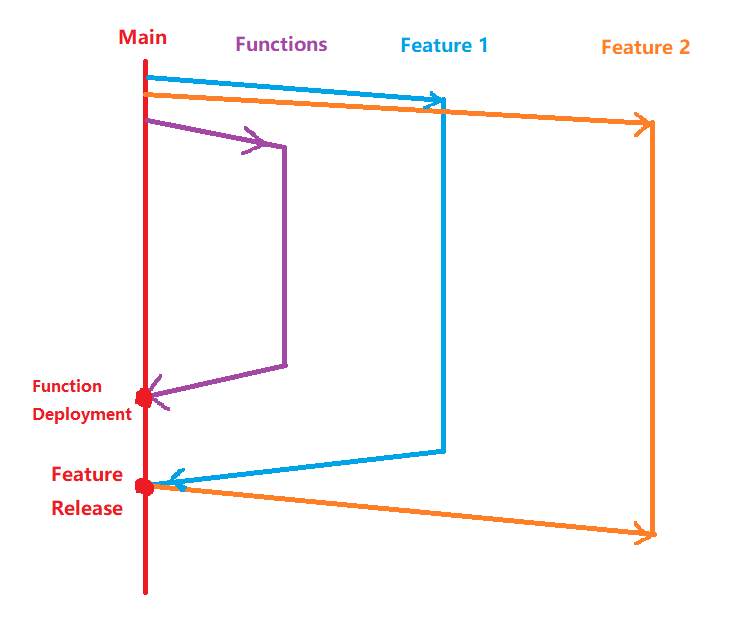 Main
Functions
Feature 1
Feature 2
Function
Deployment
Feature
Release